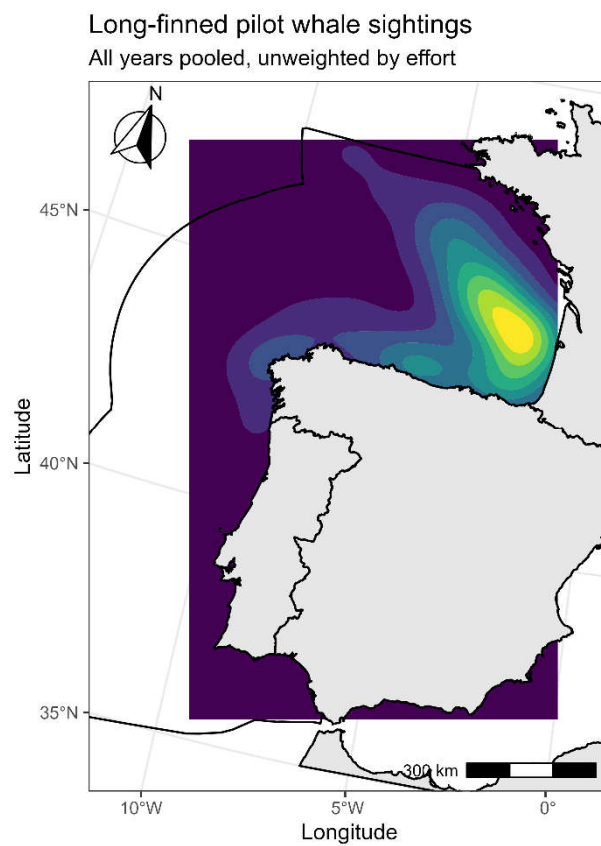 Long-finned pilot whale sightings
All years pooled, unweighted by effort
N
45°N
40°N
35°N
Latitude
300 km
10°W
5°W
0°
Longitude